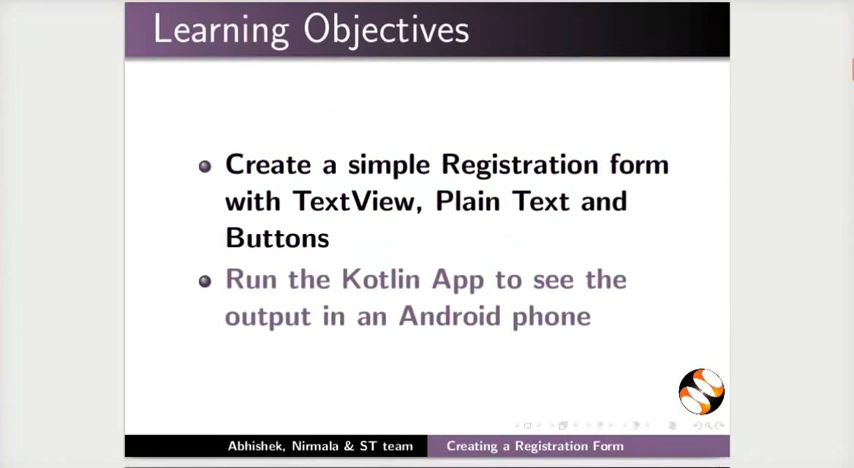 Learning Objectives
Create a simple Registration form
with TextView, Plain Text and
Buttons
Run the Kotlin App to see the
output in an Android phone
Abhishek, Nirmala & ST team
Creating a Registration Form